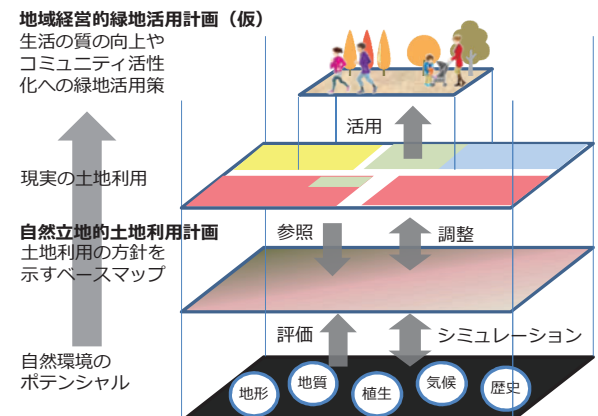 地域経営的緑地活用計画（仮）
生活の質の向上や
コミュニティ活性
化への緑地活用策
活用
現実の土地利用
自然立地的土地利用計画
土地利用の方針を
示すベースマップ
参照
調整
評価
シミュレーション
自然環境の
ポテンシャル
地形
地質
植生
気候
歴史